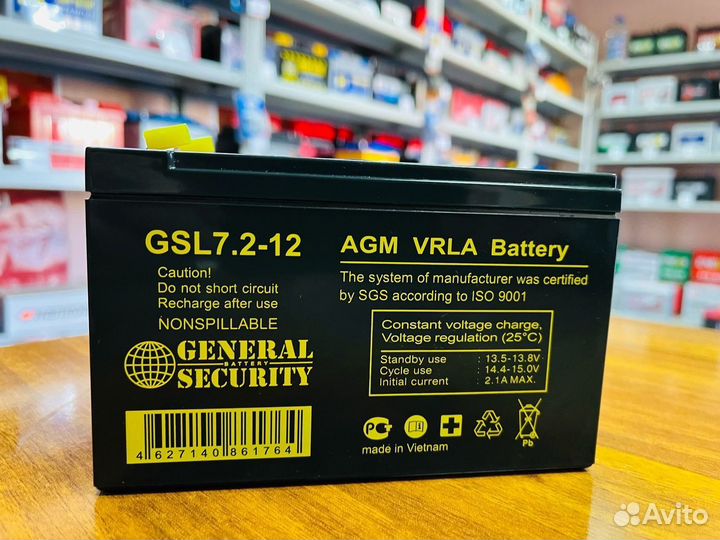 GSL7.2-12
Caution!
Do not short circuit
Recharge after use
NONSPILLABLE
GENERAL
BATTERY
SECURITY
4 627140 861764
AGM VRLA Battery
The system of manufacturer was certified
by SGS according to ISO 9001
Constant voltage charge,
Voltage regulation (25°C)
Standby use : 13.5-13.8V
Cycle use : 14.4-15.0V
Initial current : 2.1A MAX.
Pb
made in Vietnam
Avito